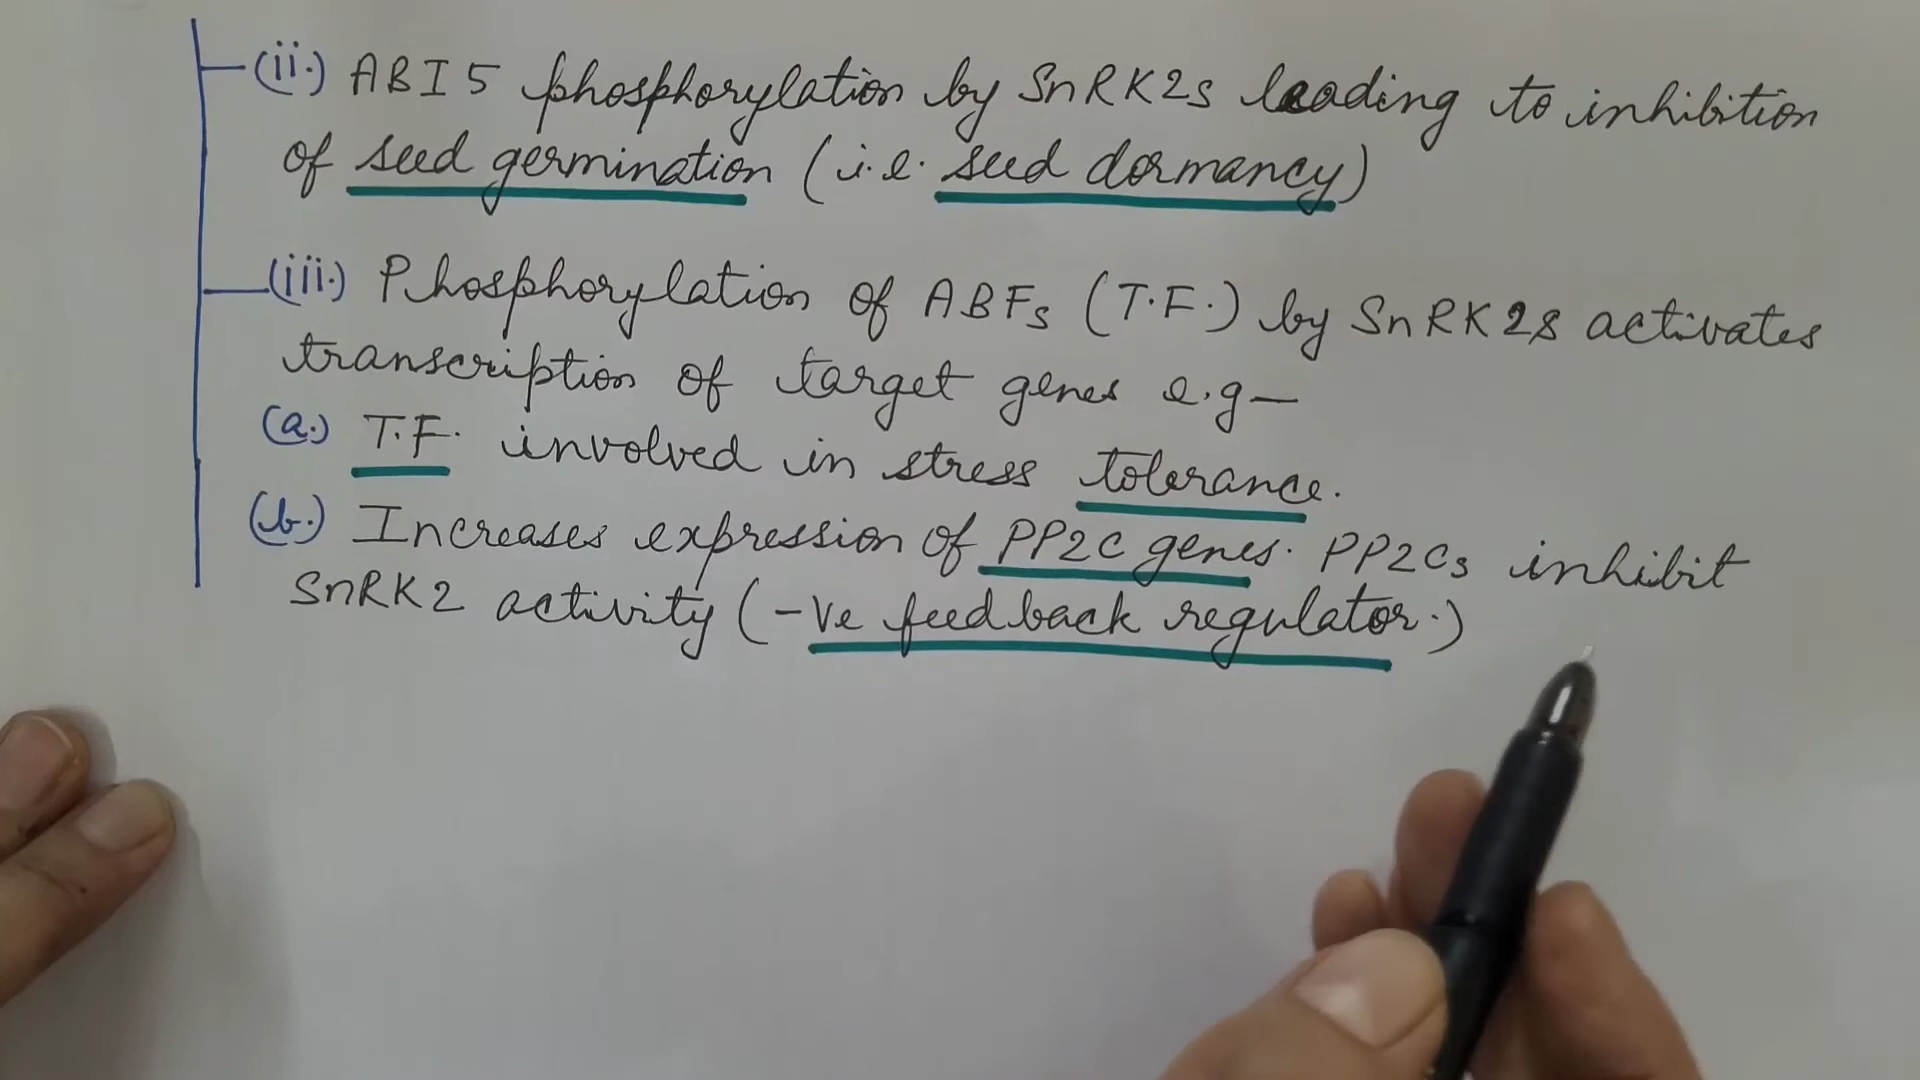 (ii.) ABI5 phosphorylation by SnRK2s leading to inhibition
of seed germination (i.e. seed dormancy)
(iii.) Phosphorylation of ABFs (T.F.) by SnRK2s activates
transcription of target genes e.g—
(a.) T.F. involved in stress tolerance.
(b.) Increases expression of PP2C genes. PP2Cs inhibit
SnRK2 activity (-ve feedback regulator.)